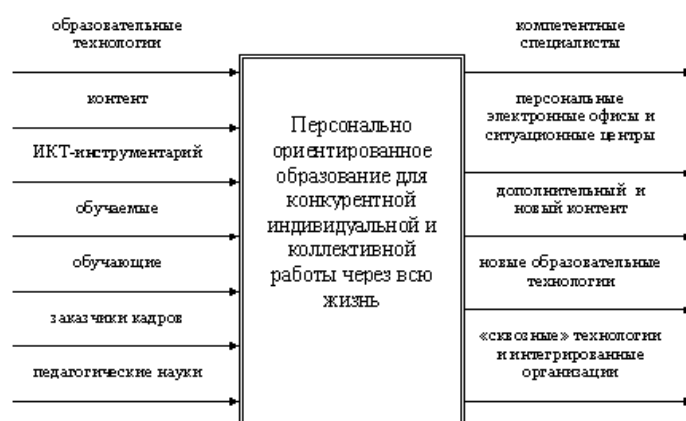 образовательные
технологии
контент
ИКТ-инструментарий
обучаемые
обучающие
заказчики кадров
педагогические науки
Персонально
ориентированное
образование для
конкурентной
индивидуальной и
коллективной
работы через всю
жизнь
компетентные
специалисты
персональные
электронные офисы и
ситуационные центры
дополнительный и
новый контент
новые образовательные
технологии
«сквозные» технологии
и интегрированные
организации